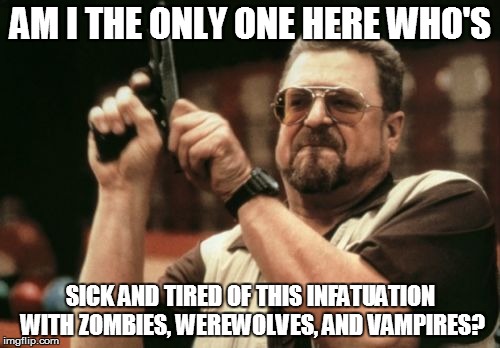 AM I THE ONLY ONE HERE WHO'S
SICK AND TIRED OF THIS INFATUATION
WITH ZOMBIES, WEREWOLVES, AND VAMPIRES?
imgflip.com